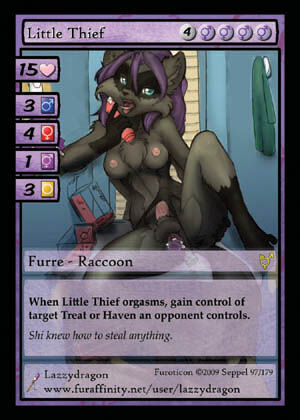 Little Thief
4
15
3
4
1
3
Furre - Raccoon
When Little Thief orgasms, gain control of
target Treat or Haven an opponent controls.
Shi knew how to steal anything.
Lazzydragon
Furoticon ©2009 Seppel 97/179
www.furaffinity.net/user/lazzydragon